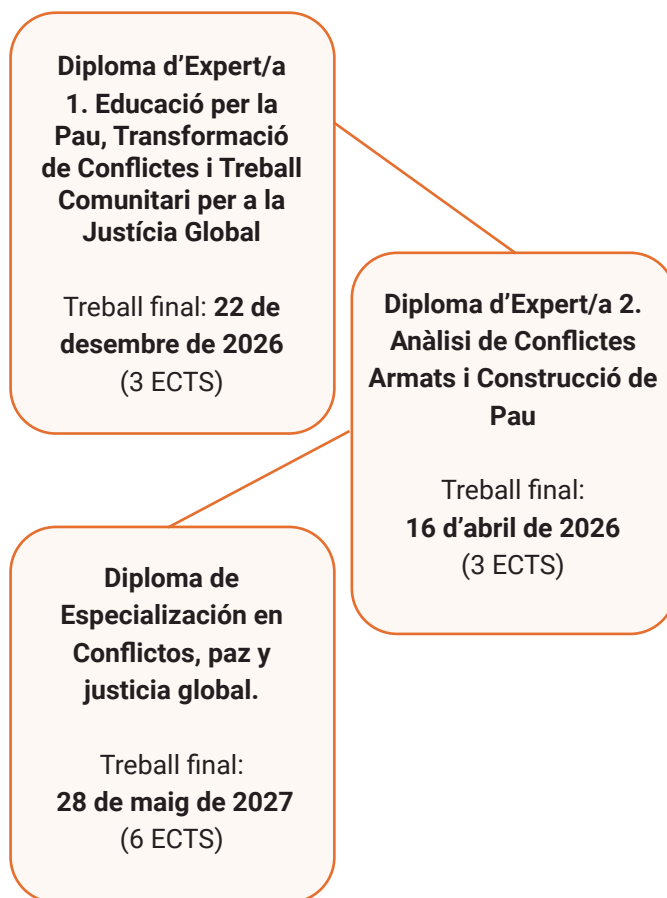 Diploma d’Expert/a
1. Educació per la
Pau, Transformació
de Conflictes i Treball
Comunitari per a la
Justícia Global
Treball final: 22 de
desembre de 2026
(3 ECTS)
Diploma d’Expert/a 2.
Anàlisi de Conflictes
Armats i Construcció de
Pau
Treball final:
16 d’abril de 2026
(3 ECTS)
Diploma de
Especialización en
Conflictos, paz y
justicia global.
Treball final:
28 de maig de 2027
(6 ECTS)